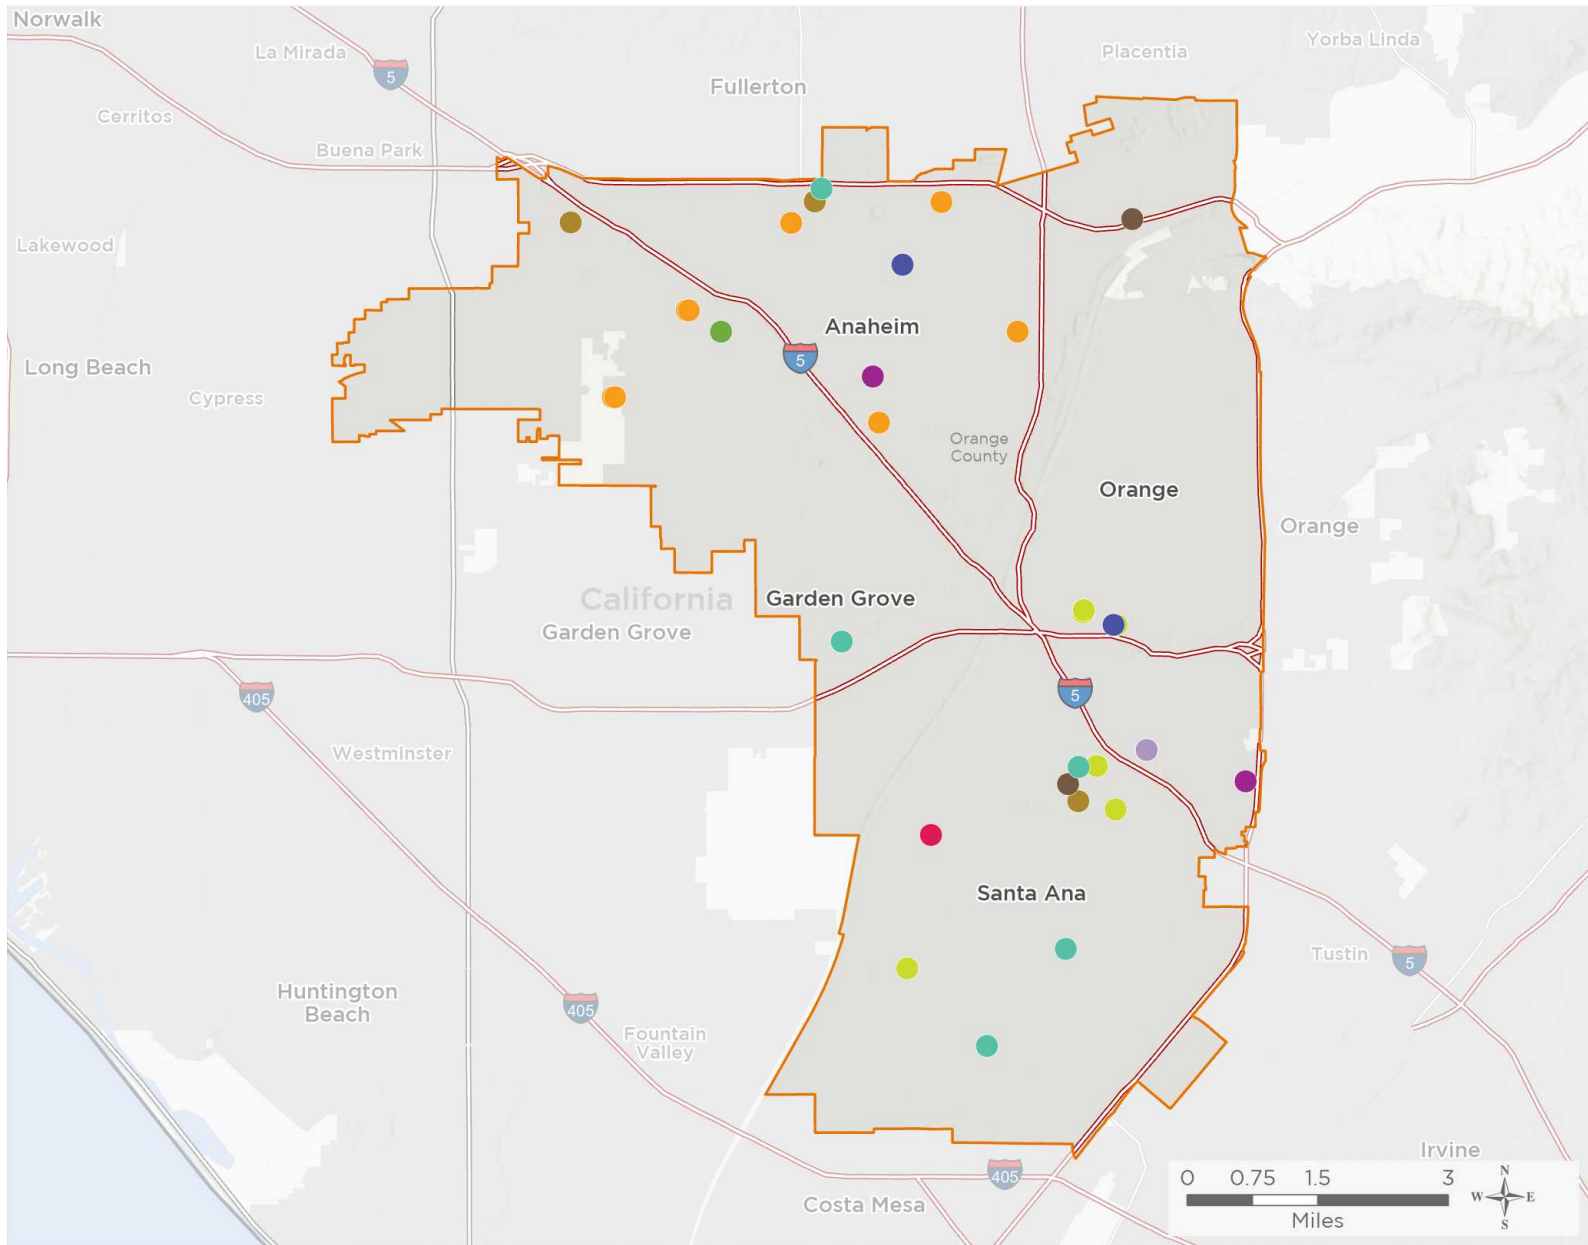 Norwalk
La Mirada
5
Placentia
Yorba Linda
Fullerton
Cerritos
Buena Park
Lakewood
Anaheim
5
Long Beach
Cypress
Orange
County
Orange
Orange
California
Garden Grove
Garden Grove
405
5
Westminster
Santa Ana
Tustin
5
Huntington
Beach
405
Fountain
Valley
Irvine
405
Costa Mesa
0 0.75 1.5 3
Miles
N
W E
S